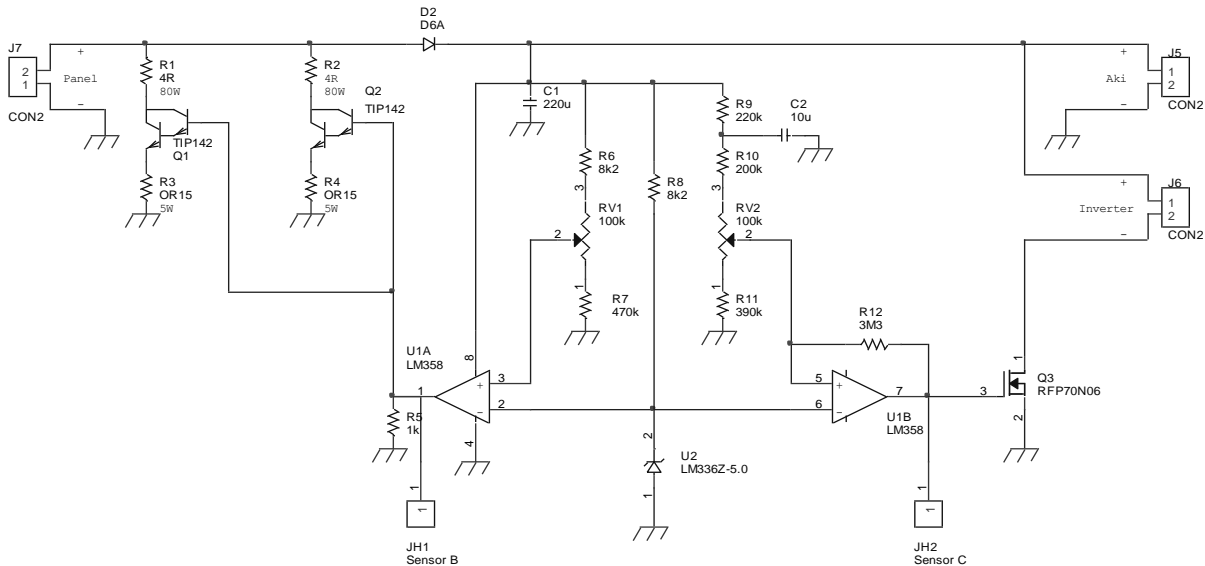 D2
D6A
J7
+
2
1
Panel
-
CON2
R1
4R
80W
TIP142
Q1
R3
OR15
5W
R2
4R
80W
Q2
TIP142
R4
OR15
5W
C1
220u
R6
8k2
3
RV1
100k
2
1
R7
470k
R8
8k2
R9
220k
C2
10u
R10
200k
3
RV2
100k
2
1
R11
390k
R12
3M3
+
J5
1
2
Aki
-
CON2
+
J6
1
2
Inverter
-
CON2
U1A
LM358
8
1
+
3
-
2
4
R5
1k
1
1
JH1
Sensor B
2
U2
LM336Z-5.0
1
5
+
6
-
7
U1B
LM358
1
3
Q3
RFP70N06
2
1
1
JH2
Sensor C